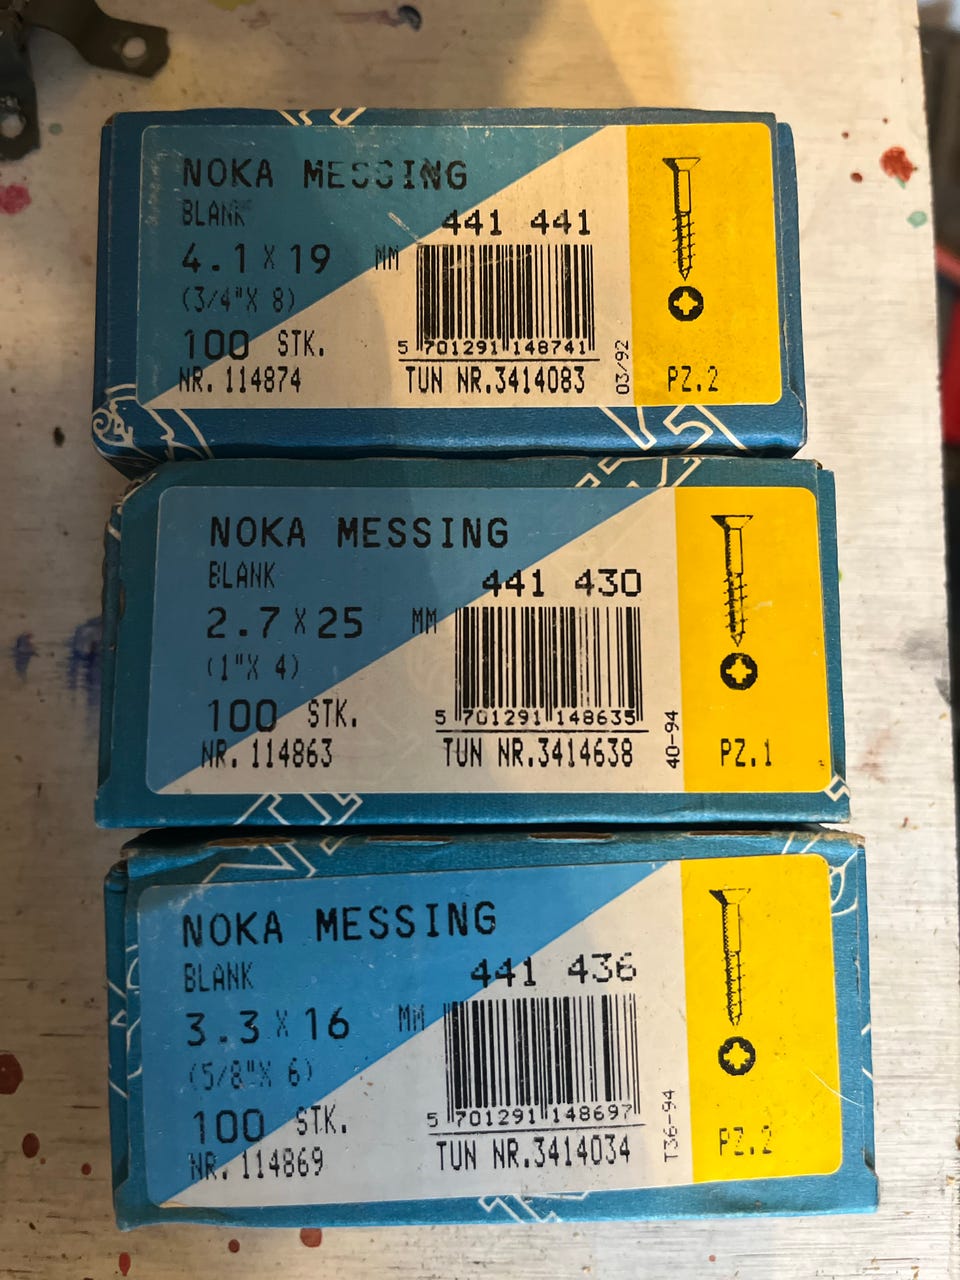 NOKA MESSING
BLANK
441 441
4.1 X 19 MM
(3/4"X 8)
100 STK.
5 701291 148741
NR. 114874
TUN NR.3414083
03/92
PZ.2
NOKA MESSING
BLANK
441 430
2.7 X 25 MM
(1"X 4)
100 STK.
5 701291 148635
NR. 114863
TUN NR.3414638
40-94
PZ.1
NOKA MESSING
BLANK
441 436
3.3 X 16 MM
(5/8"X 6)
100 STK.
5 701291 148697
NR. 114869
TUN NR.3414034
T36-94
PZ.2